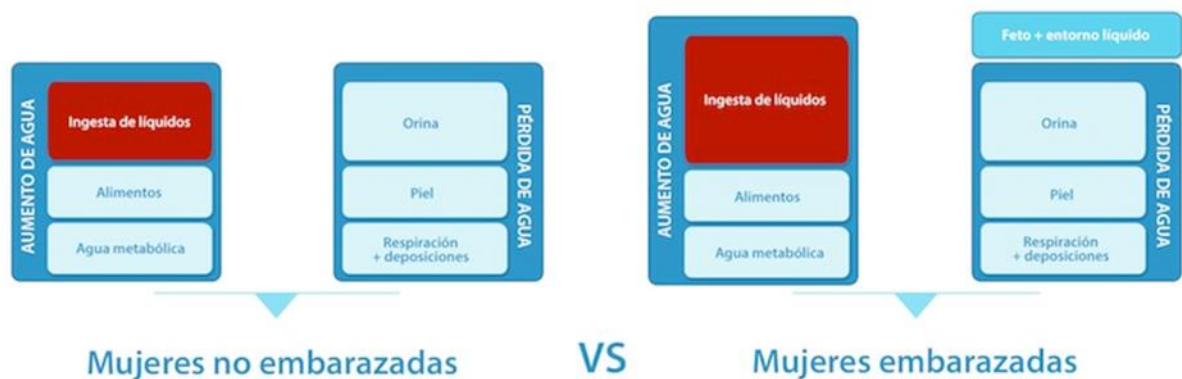 AUMENTO DE AGUA
Ingesta de líquidos
Alimentos
Agua metabólica
Orina
Piel
Respiración
+ deposiciones
PÉRDIDA DE AGUA
Mujeres no embarazadas
VS
AUMENTO DE AGUA
Ingesta de líquidos
Alimentos
Agua metabólica
Feto + entorno líquido
Orina
Piel
Respiración
+ deposiciones
PÉRDIDA DE AGUA
Mujeres embarazadas